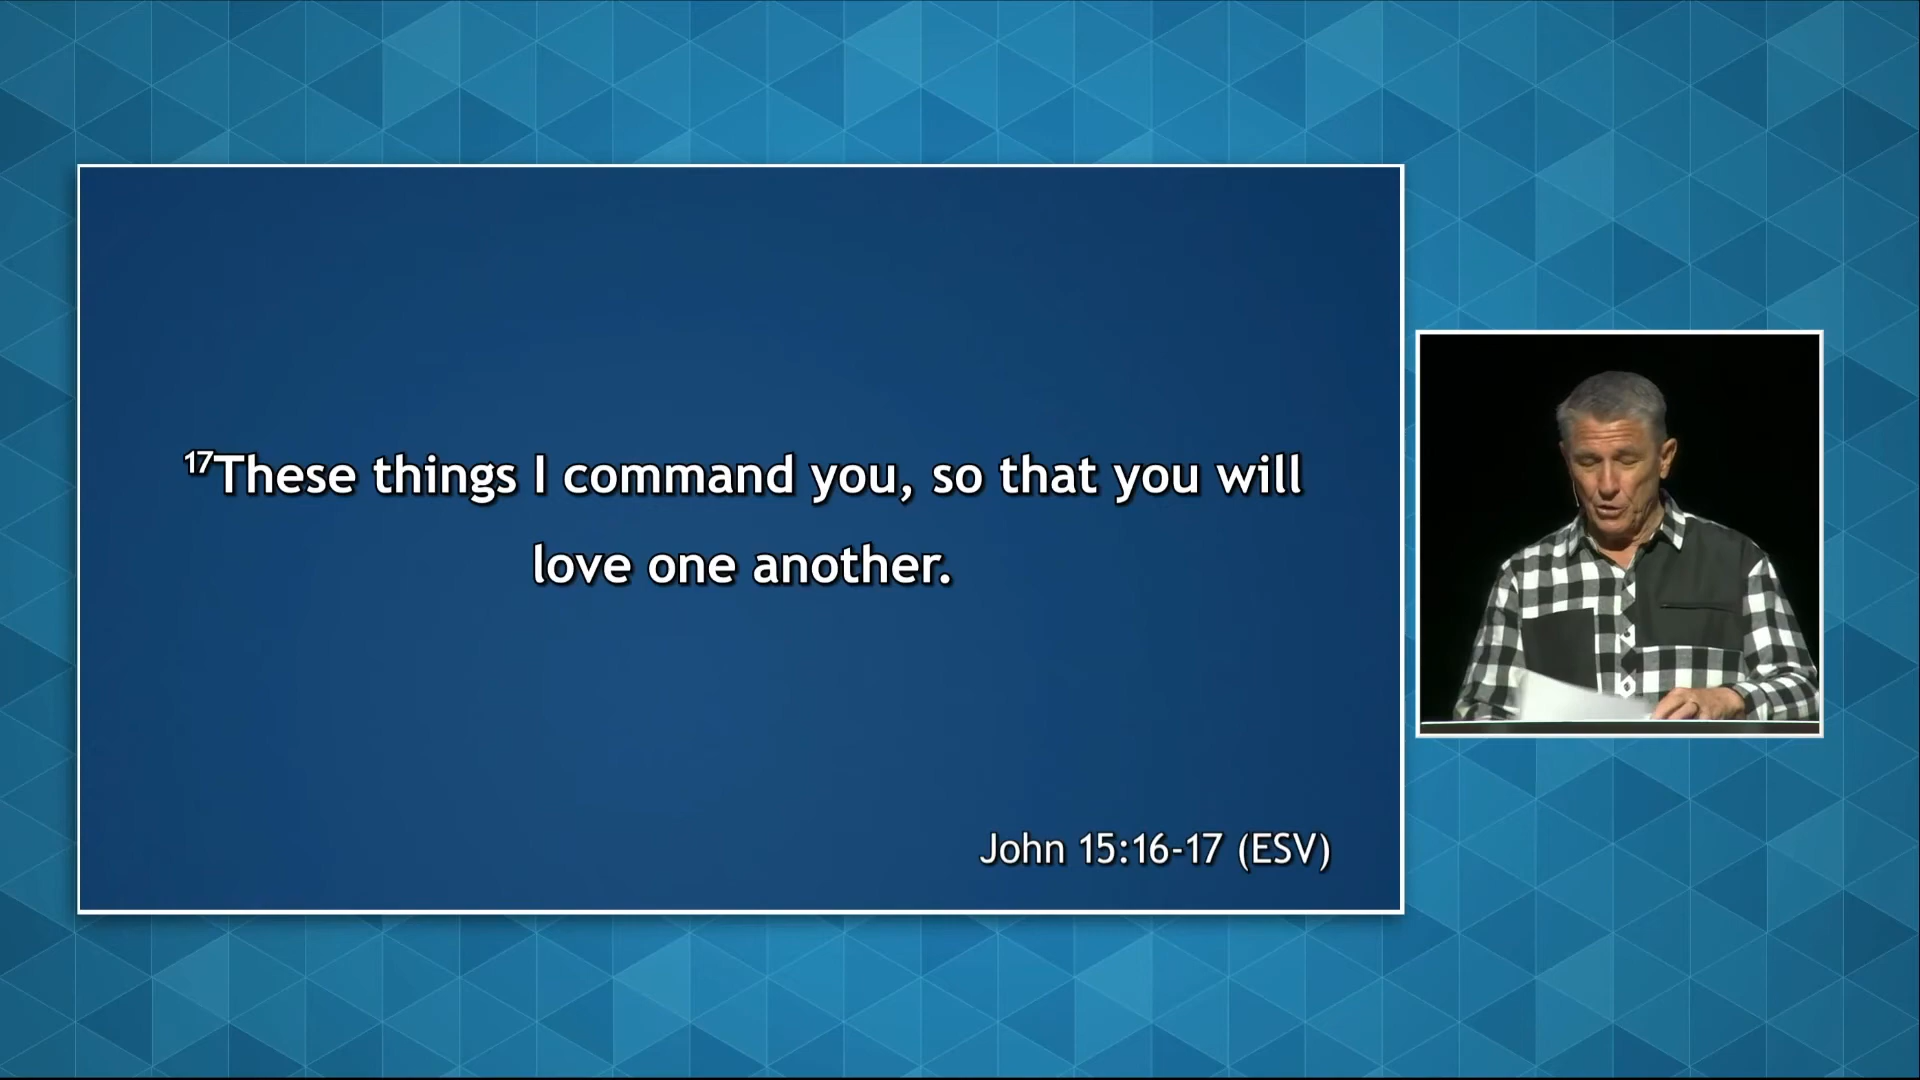 17These things I command you, so that you will
love one another.
John 15:16-17 (ESV)